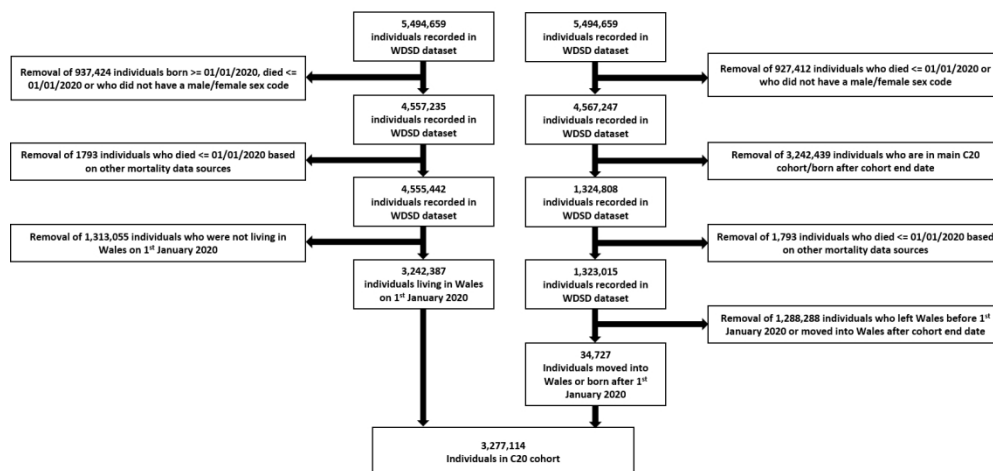 5,494,659
individuals recorded in
WDSD dataset
5,494,659
individuals recorded in
WDSD dataset
Removal of 937,424 individuals born >= 01/01/2020, died <=
01/01/2020 or who did not have a male/female sex code
Removal of 927,412 individuals who died <= 01/01/2020 or
who did not have a male/female sex code
4,557,235
individuals recorded in
WDSD dataset
4,567,247
individuals recorded in
WDSD dataset
Removal of 1793 individuals who died <= 01/01/2020 based
on other mortality data sources
Removal of 3,242,439 individuals who are in main C20
cohort/born after cohort end date
4,555,442
individuals recorded in
WDSD dataset
1,324,808
individuals recorded in
WDSD dataset
Removal of 1,313,055 individuals who were not living in
Wales on 1st January 2020
Removal of 1,793 individuals who died <= 01/01/2020 based
on other mortality data sources
3,242,387
individuals living in Wales
on 1st January 2020
1,323,015
individuals recorded in
WDSD dataset
Removal of 1,288,288 individuals who left Wales before 1st
January 2020 or moved into Wales after cohort end date
34,727
Individuals moved into
Wales or born after 1st
January 2020
3,277,114
Individuals in C20 cohort